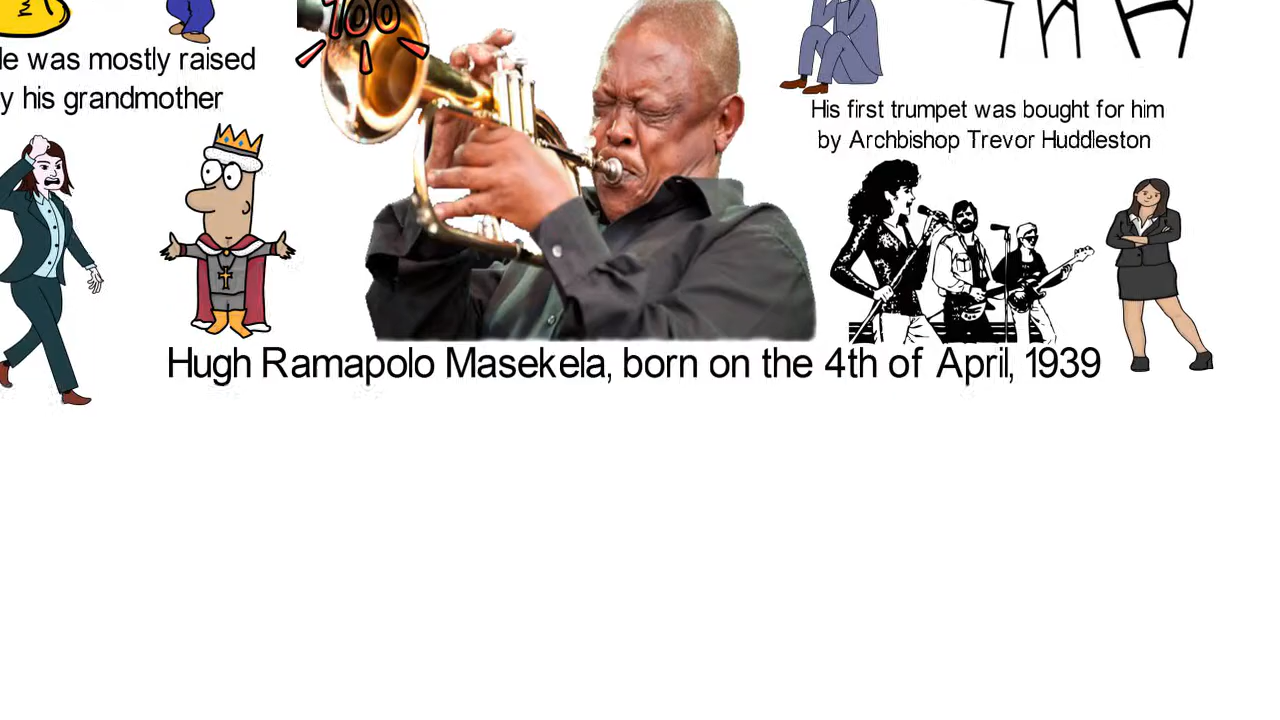 100
le was mostly raised
y his grandmother
His first trumpet was bought for him
by Archbishop Trevor Huddleston
Hugh Ramapolo Masekela, born on the 4th of April, 1939